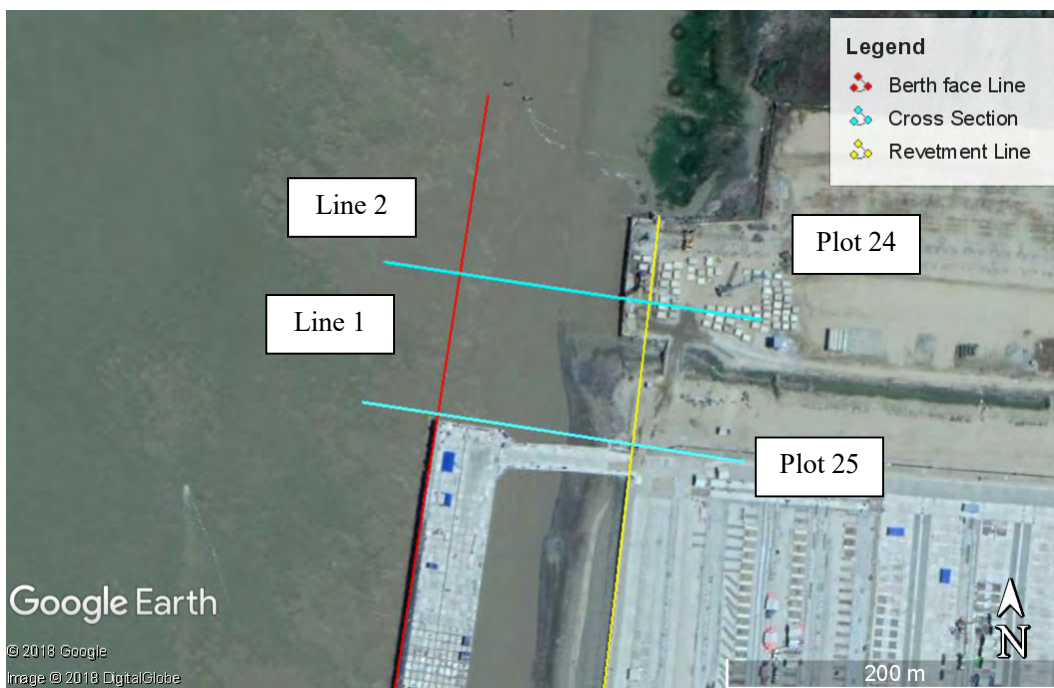 Legend
Berth face Line
Cross Section
Revetment Line
Line 2
Plot 24
Line 1
Plot 25
Google Earth
© 2018 Google
Image © 2018 DigitalGlobe
N
200 m